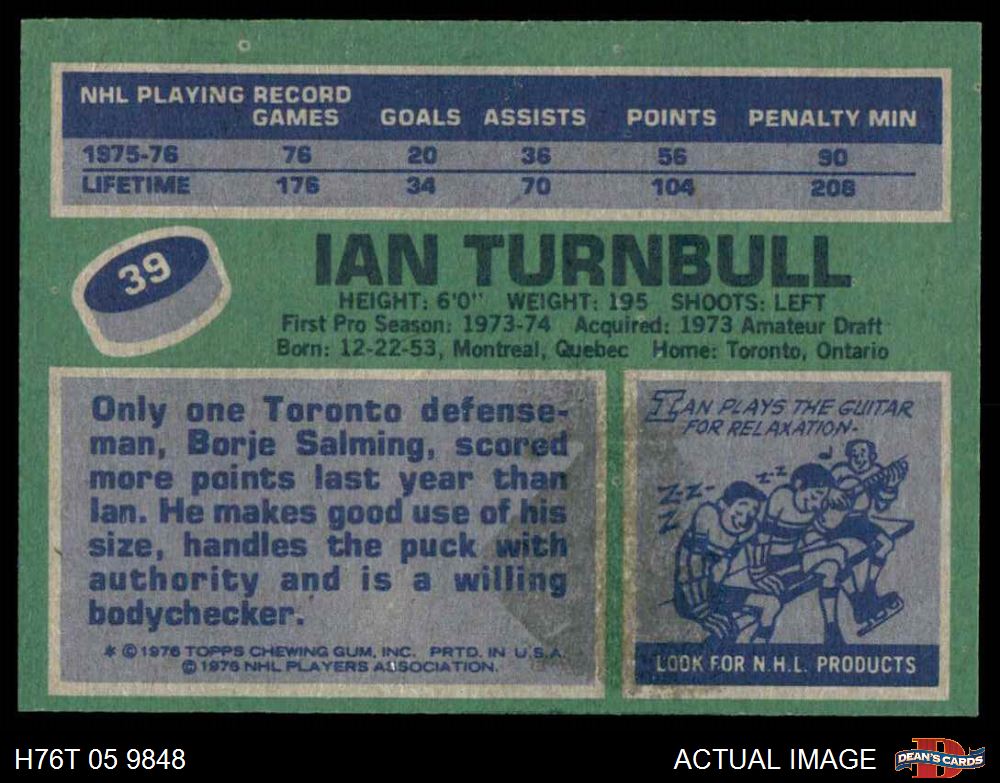 NHL PLAYING RECORD
GAMES GOALS ASSISTS POINTS PENALTY MIN
1975-76 76 20 36 56 90
LIFETIME 176 34 70 104 208
39
IAN TURNBULL
HEIGHT: 6'0" WEIGHT: 195 SHOOTS: LEFT
First Pro Season: 1973-74 Acquired: 1973 Amateur Draft
Born: 12-22-53, Montreal, Quebec Home: Toronto, Ontario
Only one Toronto defense-
man, Borje Salming, scored
more points last year than
Ian. He makes good use of his
size, handles the puck with
authority and is a willing
bodychecker.
* © 1976 TOPPS CHEWING GUM, INC. PRTD. IN U.S.A.
© 1976 NHL PLAYERS ASSOCIATION.
IAN PLAYS THE GUITAR
FOR RELAXATION-
Z-Z-
Z
Z
Z-Z-
LOOK FOR N.H.L. PRODUCTS
H76T 05 9848
ACTUAL IMAGE
D
DEAN'S CARDS